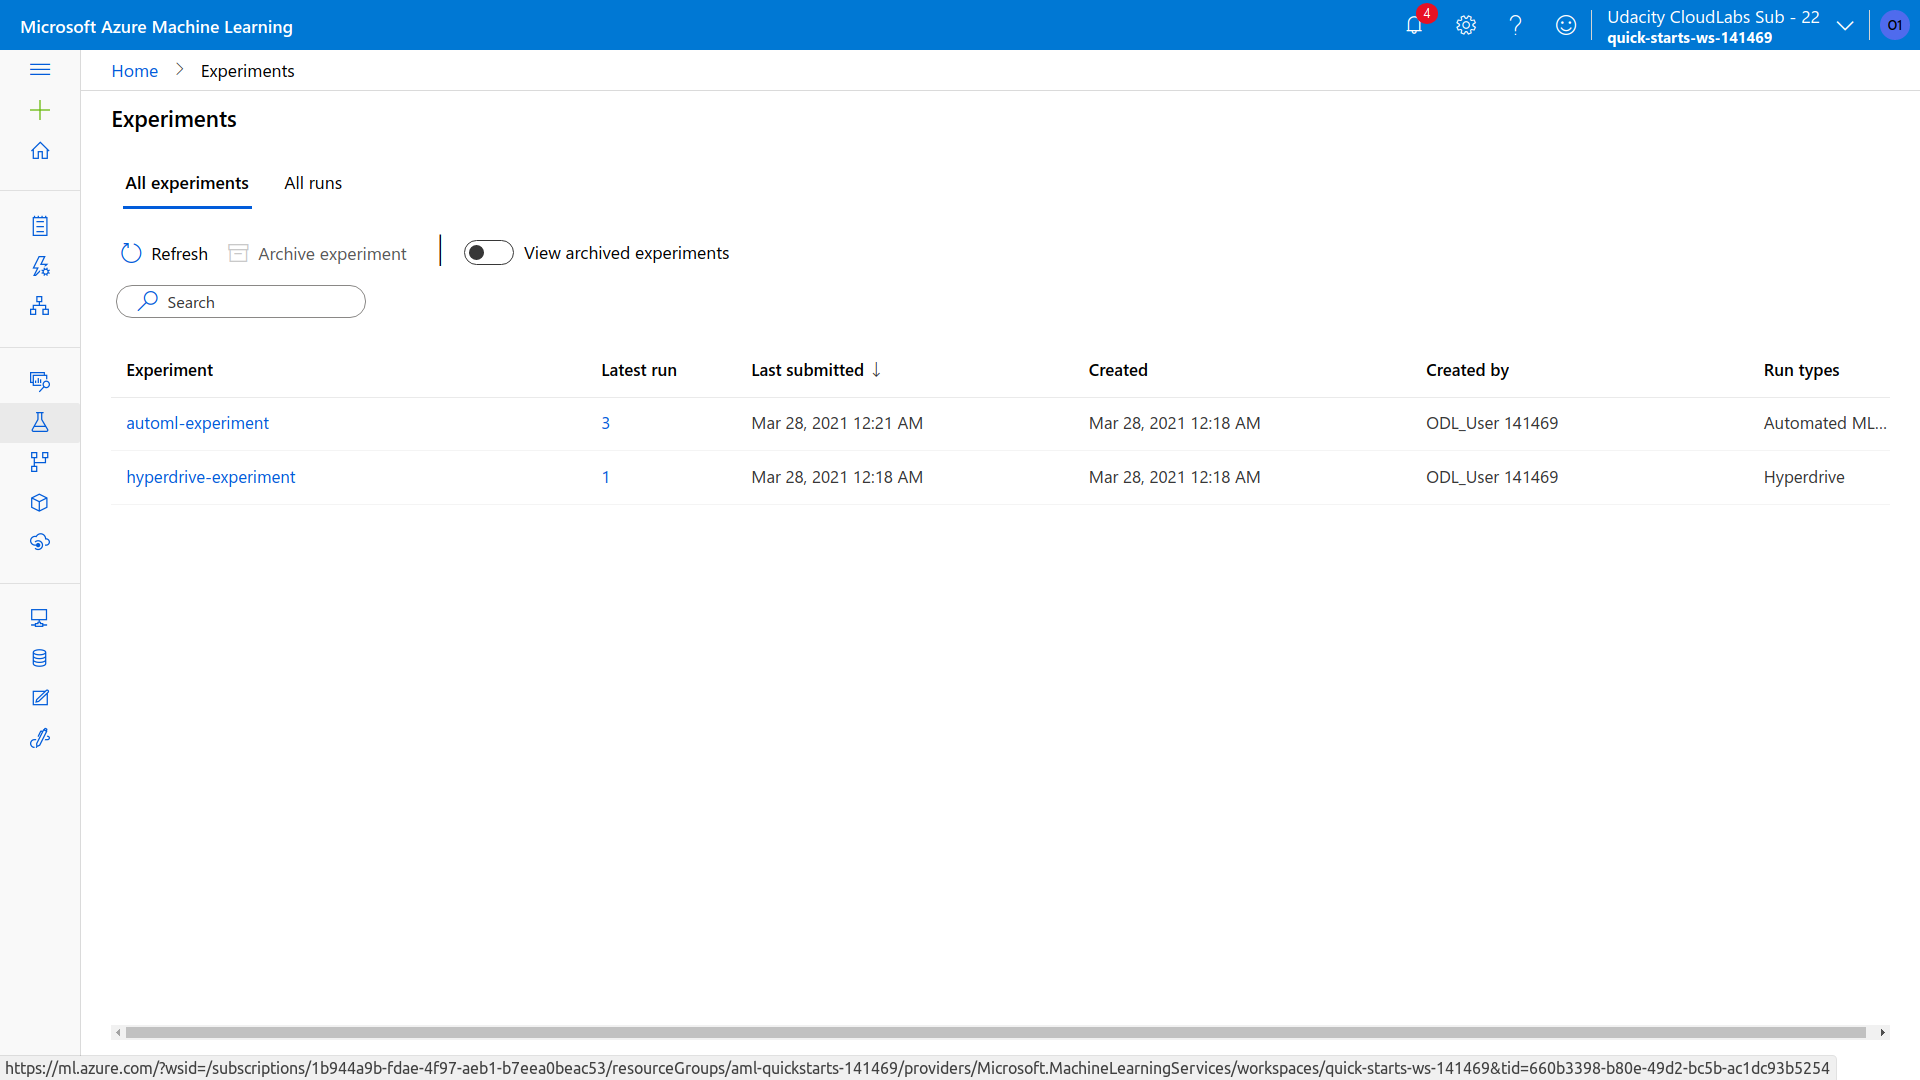 Microsoft Azure Machine Learning
4
Udacity CloudLabs Sub - 22
quick-starts-ws-141469
O1
Home > Experiments
Experiments
All experiments All runs
Refresh Archive experiment View archived experiments
Search
Experiment Latest run Last submitted ↓ Created Created by Run types
automl-experiment 3 Mar 28, 2021 12:21 AM Mar 28, 2021 12:18 AM ODL_User 141469 Automated ML...
hyperdrive-experiment 1 Mar 28, 2021 12:18 AM Mar 28, 2021 12:18 AM ODL_User 141469 Hyperdrive
https://ml.azure.com/?wsid=/subscriptions/1b944a9b-fdae-4f97-aeb1-b7eea0beac53/resourceGroups/aml-quickstarts-141469/providers/Microsoft.MachineLearningServices/workspaces/quick-starts-ws-141469&tid=660b3398-b80e-49d2-bc5b-ac1dc93b5254